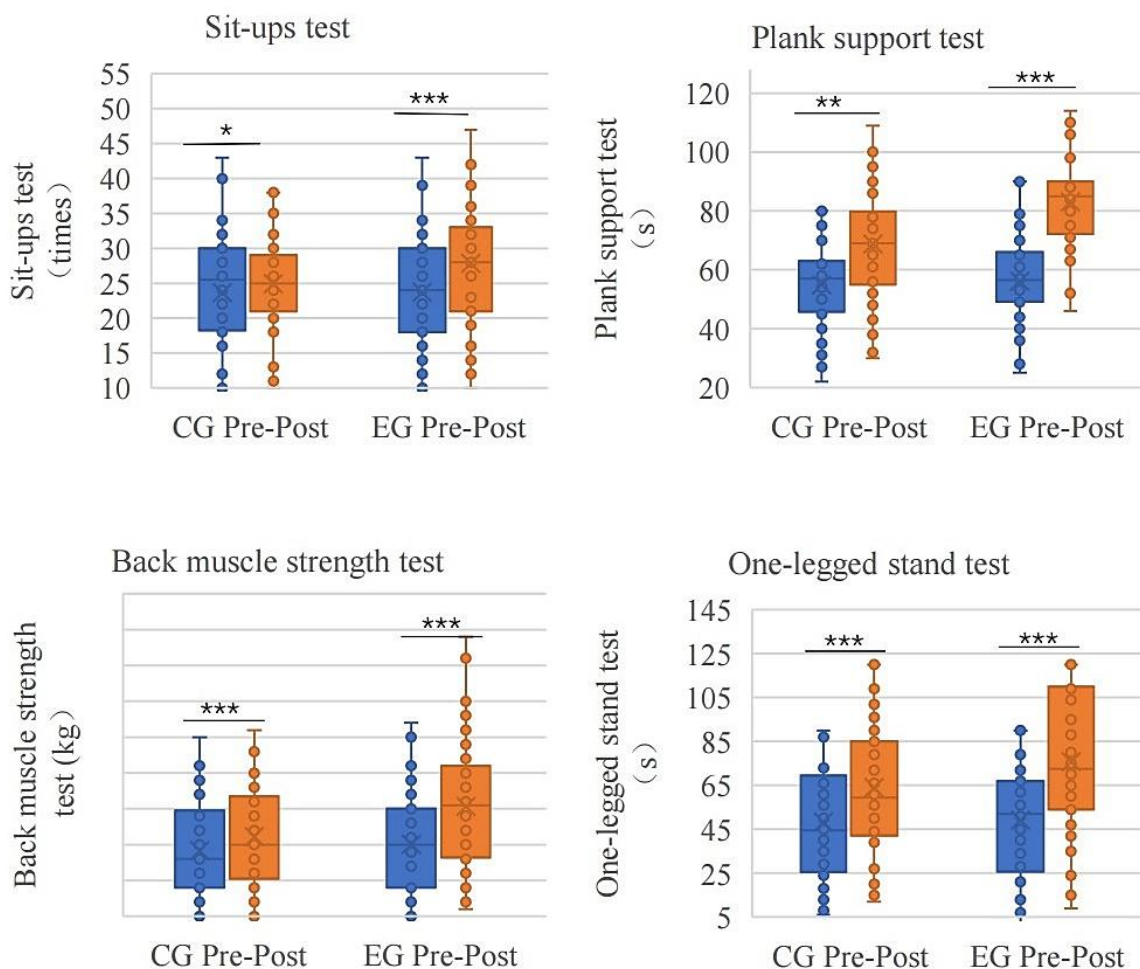 Sit-ups test
Sit-ups test
（times）
55
50
45
40
35
30
25
20
15
10
*
***
CG Pre-Post
EG Pre-Post
Plank support test
Plank support test
（s）
120
100
80
60
40
20
**
***
CG Pre-Post
EG Pre-Post
Back muscle strength test
Back muscle strength
test (kg)
***
***
CG Pre-Post
EG Pre-Post
One-legged stand test
One-legged stand test
（s）
145
125
105
85
65
45
25
5
***
***
CG Pre-Post
EG Pre-Post